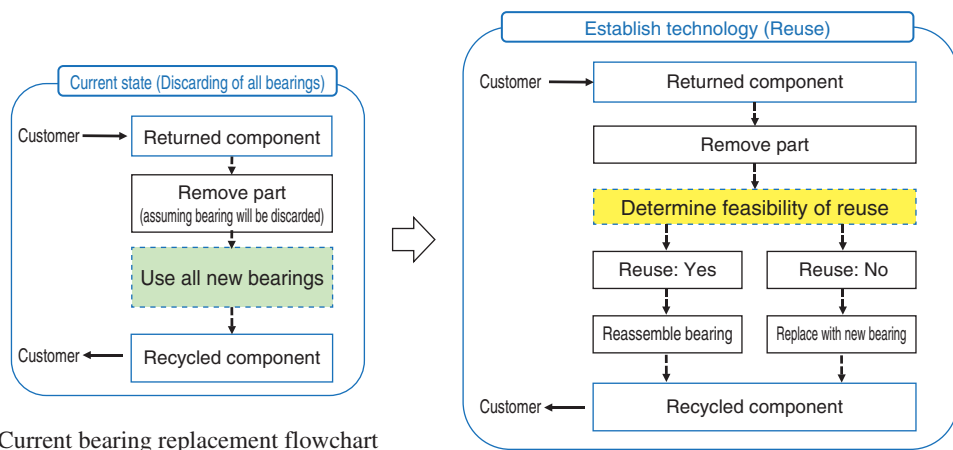 Current state (Discarding of all bearings)
Customer
Returned component
Remove part
(assuming bearing will be discarded)
Use all new bearings
Customer
Recycled component
Current bearing replacement flowchart
Establish technology (Reuse)
Customer
Returned component
Remove part
Determine feasibility of reuse
Reuse: Yes
Reuse: No
Reassemble bearing
Replace with new bearing
Customer
Recycled component